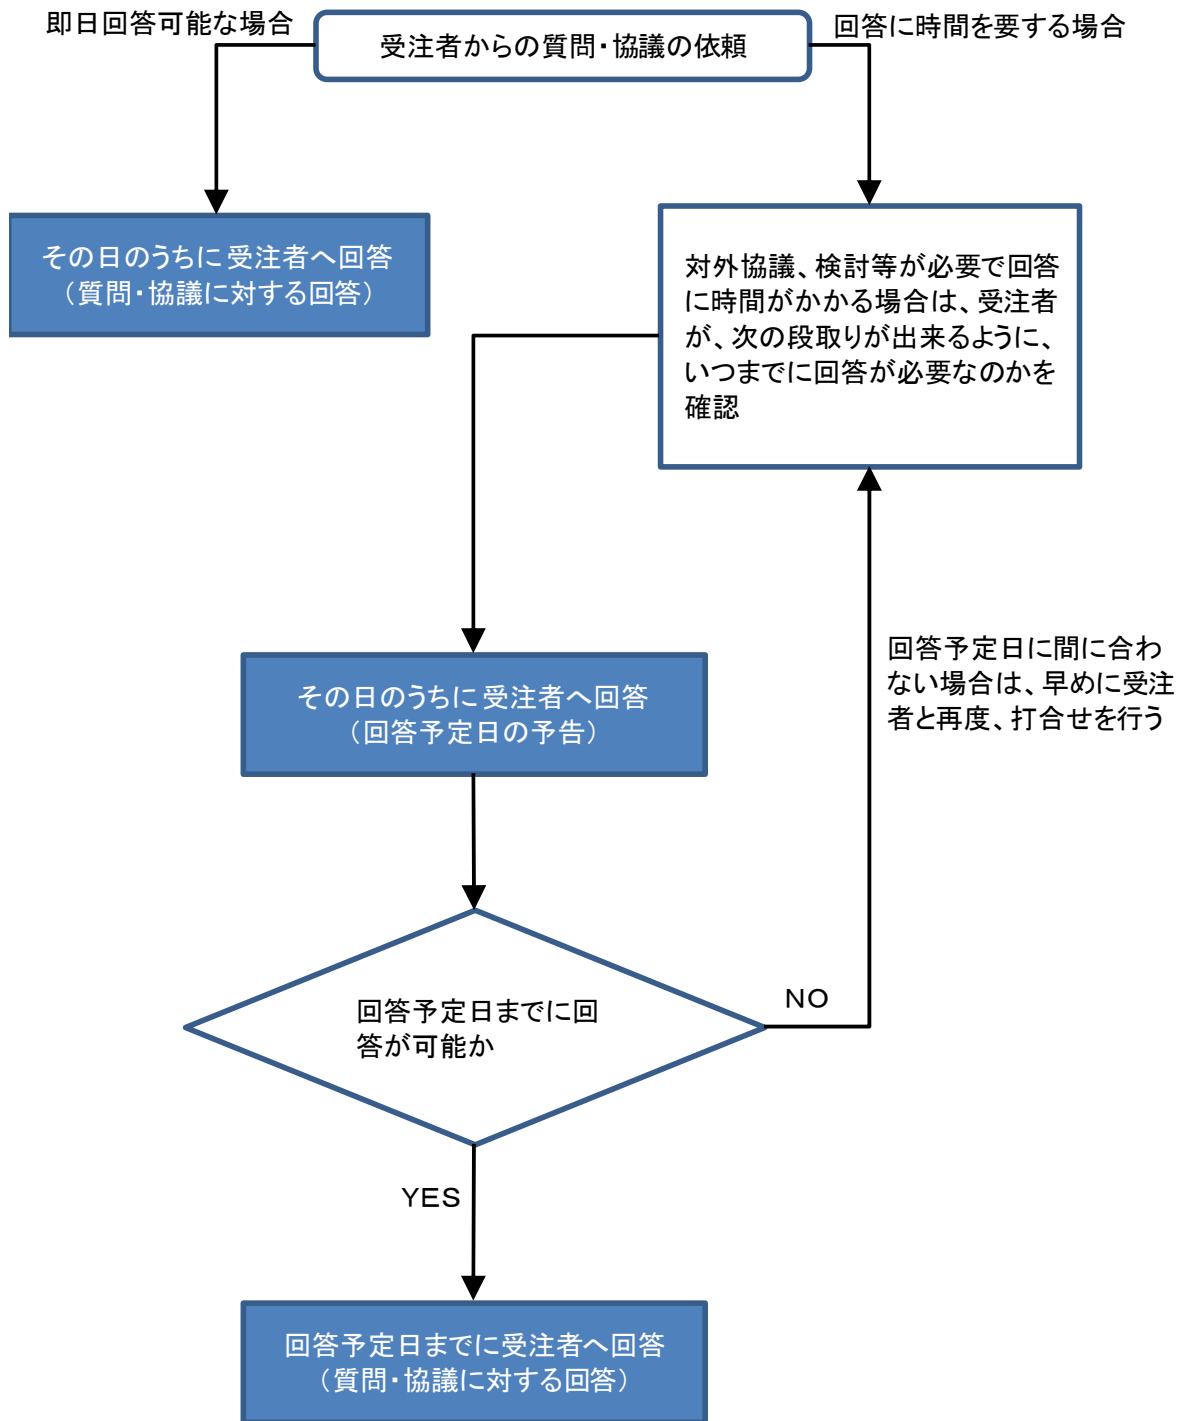 即日回答可能な場合
受注者からの質問・協議の依頼
回答に時間を要する場合
その日のうちに受注者へ回答
（質問・協議に対する回答）
対外協議、検討等が必要で回答
に時間がかかる場合は、受注者
が、次の段取りが出来るように、
いつまでに回答が必要なのかを
確認
回答予定日に間に合わ
ない場合は、早めに受注
者と再度、打合せを行う
その日のうちに受注者へ回答
（回答予定日の予告）
回答予定日までに回
答が可能か
NO
YES
回答予定日までに受注者へ回答
（質問・協議に対する回答）